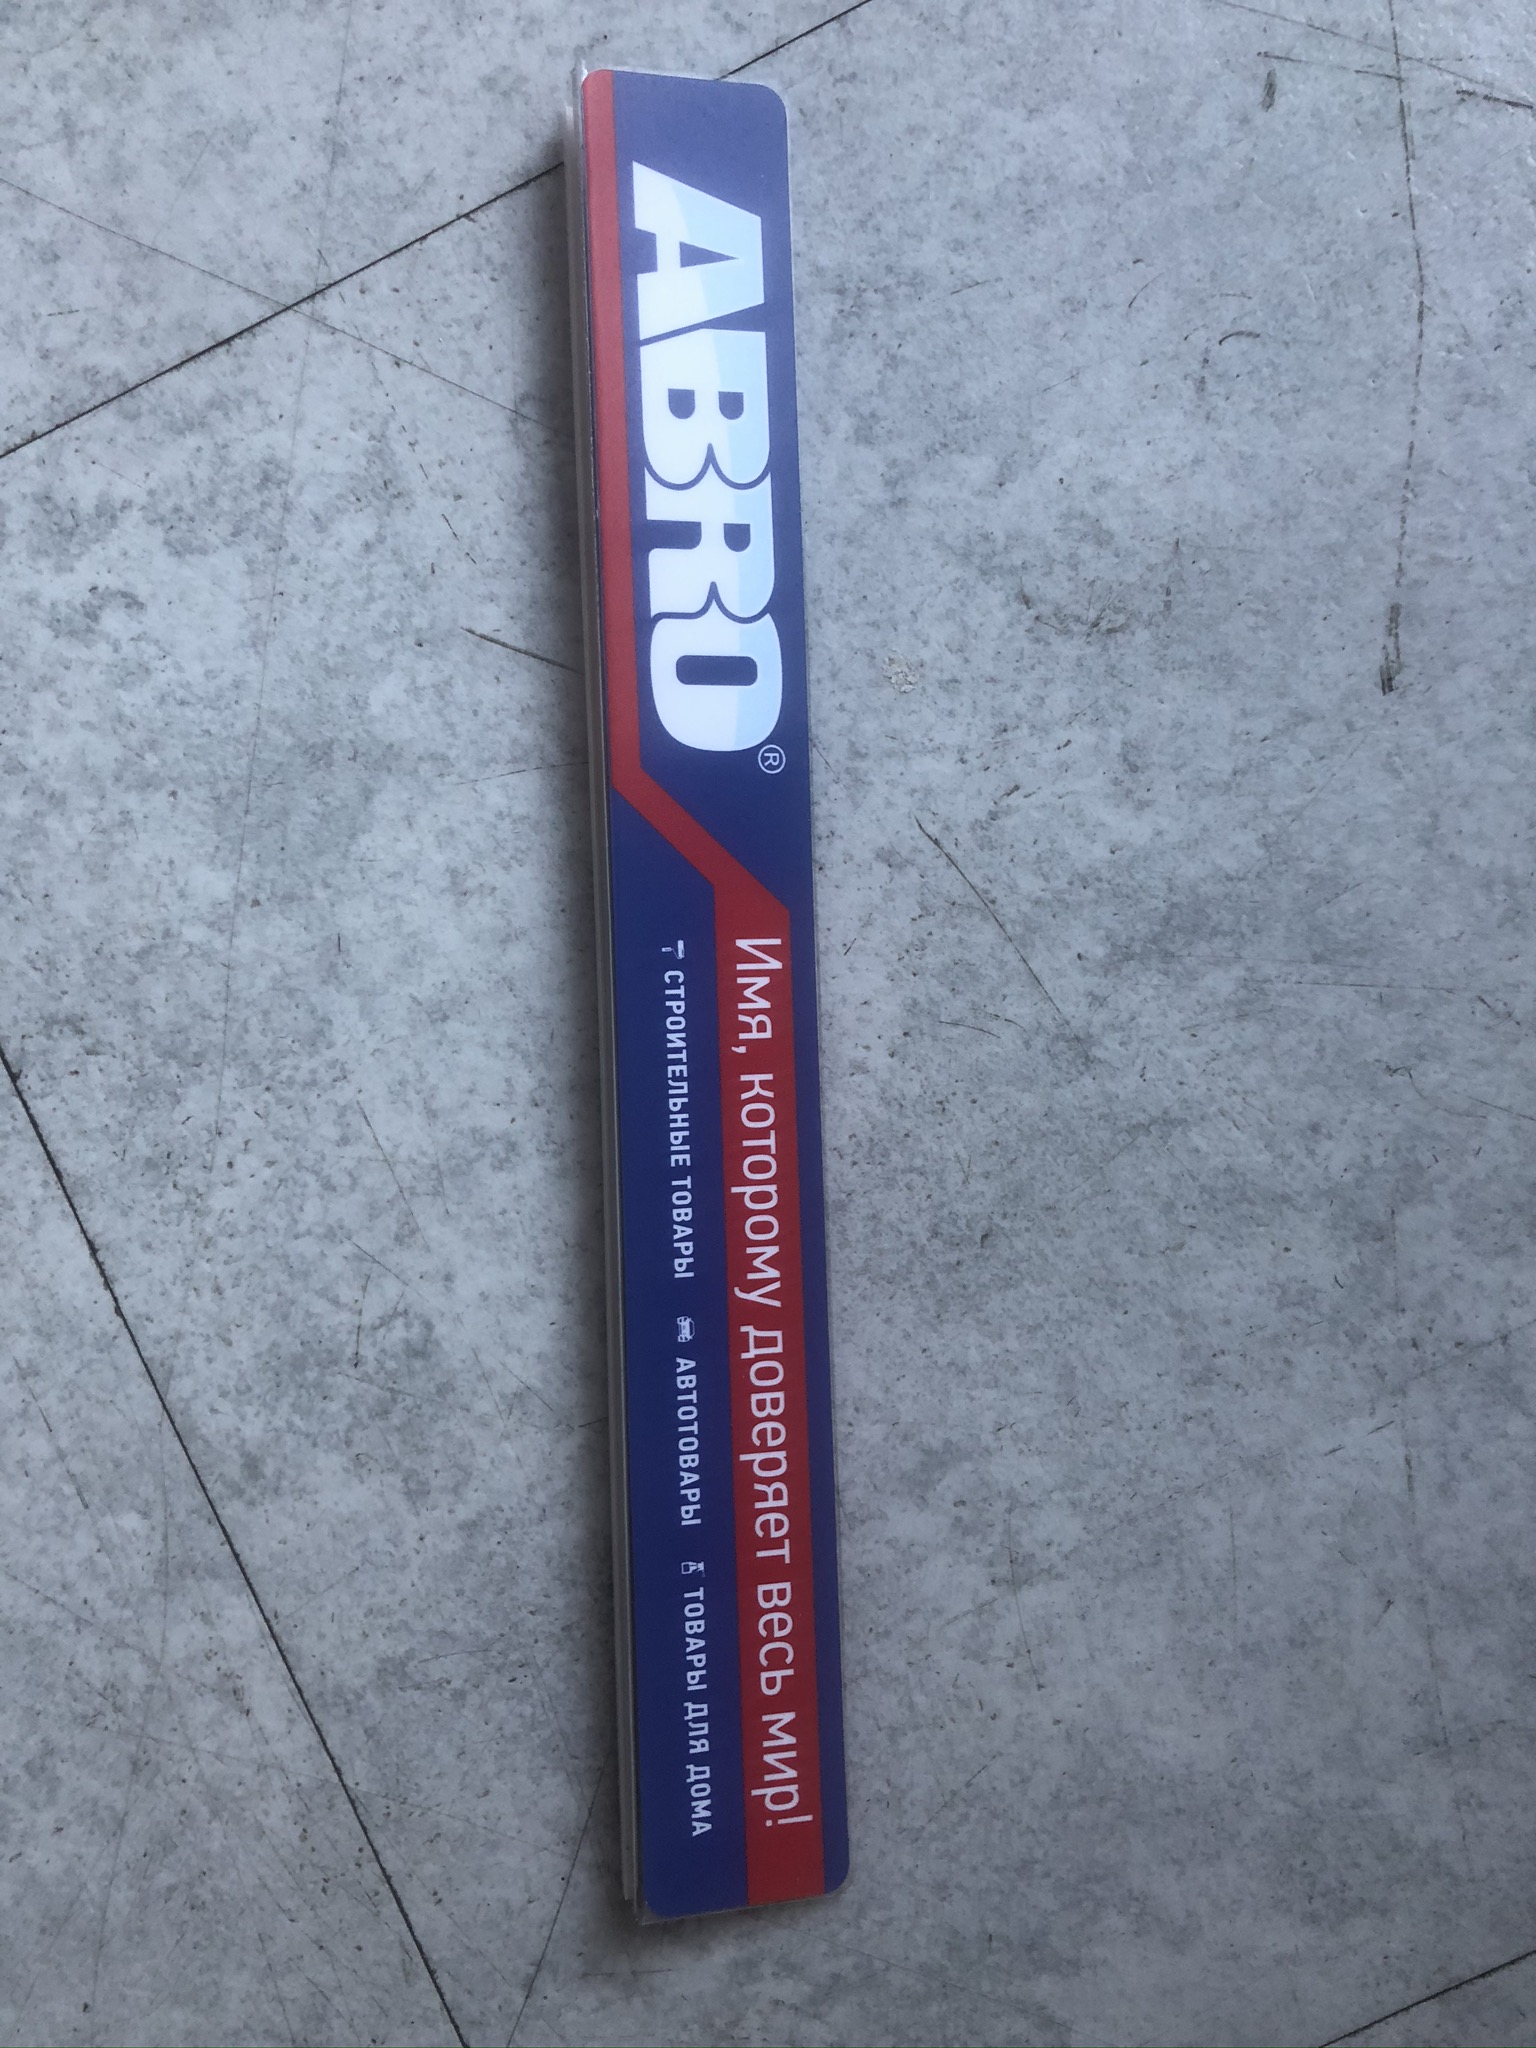 ABRO®
Имя, которому доверяет весь мир!
СТРОИТЕЛЬНЫЕ ТОВАРЫ АВТОТОВАРЫ ТОВАРЫ ДЛЯ ДОМА